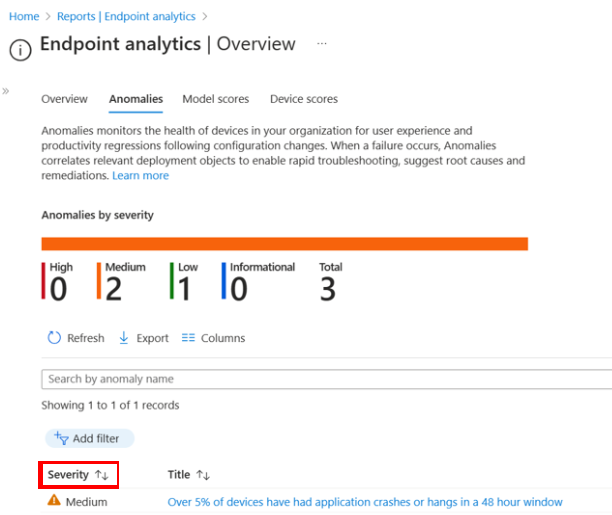 Home > Reports | Endpoint analytics >
Endpoint analytics | Overview ...
»
Overview Anomalies Model scores Device scores
Anomalies monitors the health of devices in your organization for user experience and
productivity regressions following configuration changes. When a failure occurs, Anomalies
correlates relevant deployment objects to enable rapid troubleshooting, suggest root causes and
remediations. Learn more
Anomalies by severity
High Medium Low Informational Total
0 2 1 0 3
Refresh Export Columns
Search by anomaly name
Showing 1 to 1 of 1 records
Add filter
Severity ↑↓ Title ↑↓
Medium Over 5% of devices have had application crashes or hangs in a 48 hour window